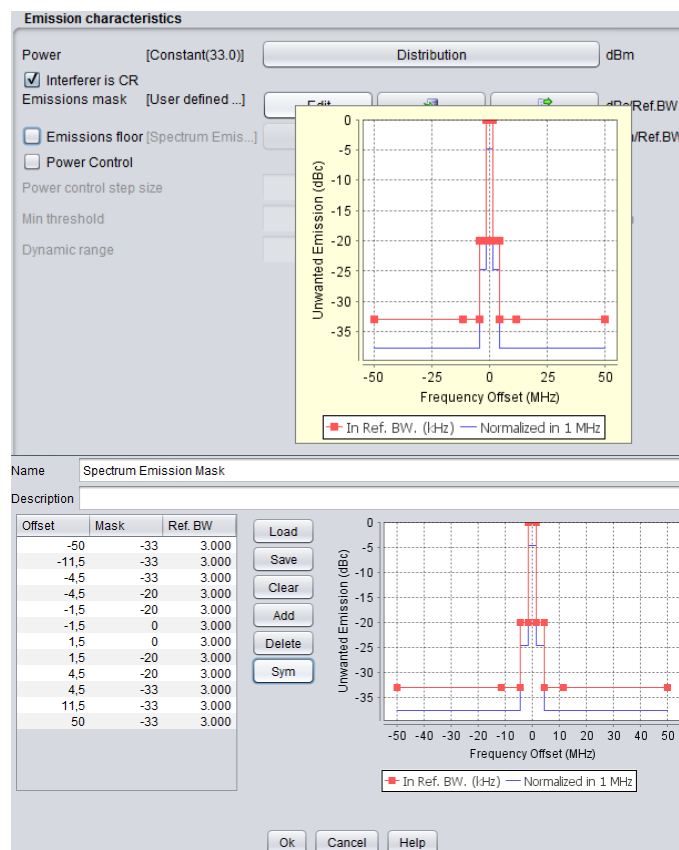 Emission characteristics
Power [Constant(33.0)] Distribution dBm
Interferer is CR
Emissions mask [User defined ...] Edit dBc/Ref.BW
Emissions floor [Spectrum Emis...]
Power Control
Power control step size
Min threshold
Dynamic range
0
-5
-10
-15
-20
-25
-30
-35
Unwanted Emission (dBc)
-50 -25 0 25 50
Frequency Offset (MHz)
In Ref. BW. (kHz) Normalized in 1 MHz
Name Spectrum Emission Mask
Description
Offset Mask Ref. BW
-50 -33 3.000
-11,5 -33 3.000
-4,5 -33 3.000
-4,5 -20 3.000
-1,5 -20 3.000
-1,5 0 3.000
1,5 0 3.000
1,5 -20 3.000
4,5 -20 3.000
4,5 -33 3.000
11,5 -33 3.000
50 -33 3.000
Load
Save
Clear
Add
Delete
Sym
0
-5
-10
-15
-20
-25
-30
-35
Unwanted Emission (dBc)
-50 -40 -30 -20 -10 0 10 20 30 40 50
Frequency Offset (MHz)
In Ref. BW. (kHz) Normalized in 1 MHz
Ok Cancel Help